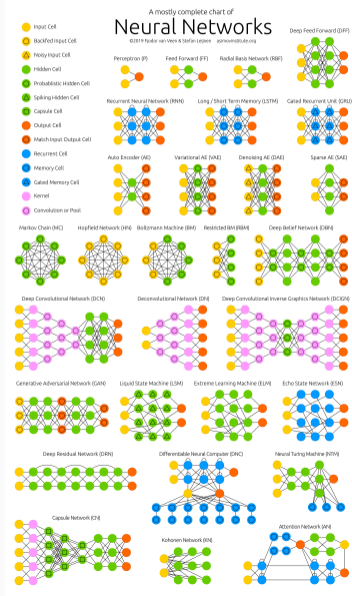 A mostly complete chart of
Neural Networks
©2019 Fjodor van Veen & Stefan Leijnen asimovinstitute.org
Input Cell
Backfed Input Cell
Noisy Input Cell
Hidden Cell
Probabilistic Hidden Cell
Spiking Hidden Cell
Capsule Cell
Output Cell
Match Input Output Cell
Recurrent Cell
Memory Cell
Gated Memory Cell
Kernel
Convolution or Pool
Deep Feed Forward (DFF)
Perceptron (P) Feed Forward (FF) Radial Basis Network (RBF)
Recurrent Neural Network (RNN) Long / Short Term Memory (LSTM) Gated Recurrent Unit (GRU)
Auto Encoder (AE) Variational AE (VAE) Denoising AE (DAE) Sparse AE (SAE)
Markov Chain (MC) Hopfield Network (HN) Boltzmann Machine (BM) Restricted BM (RBM) Deep Belief Network (DBN)
Deep Convolutional Network (DCN) Deconvolutional Network (DN) Deep Convolutional Inverse Graphics Network (DCIGN)
Generative Adversarial Network (GAN) Liquid State Machine (LSM) Extreme Learning Machine (ELM) Echo State Network (ESN)
Deep Residual Network (DRN) Differentiable Neural Computer (DNC) Neural Turing Machine (NTM)
Capsule Network (CN) Kohonen Network (KN) Attention Network (AN)